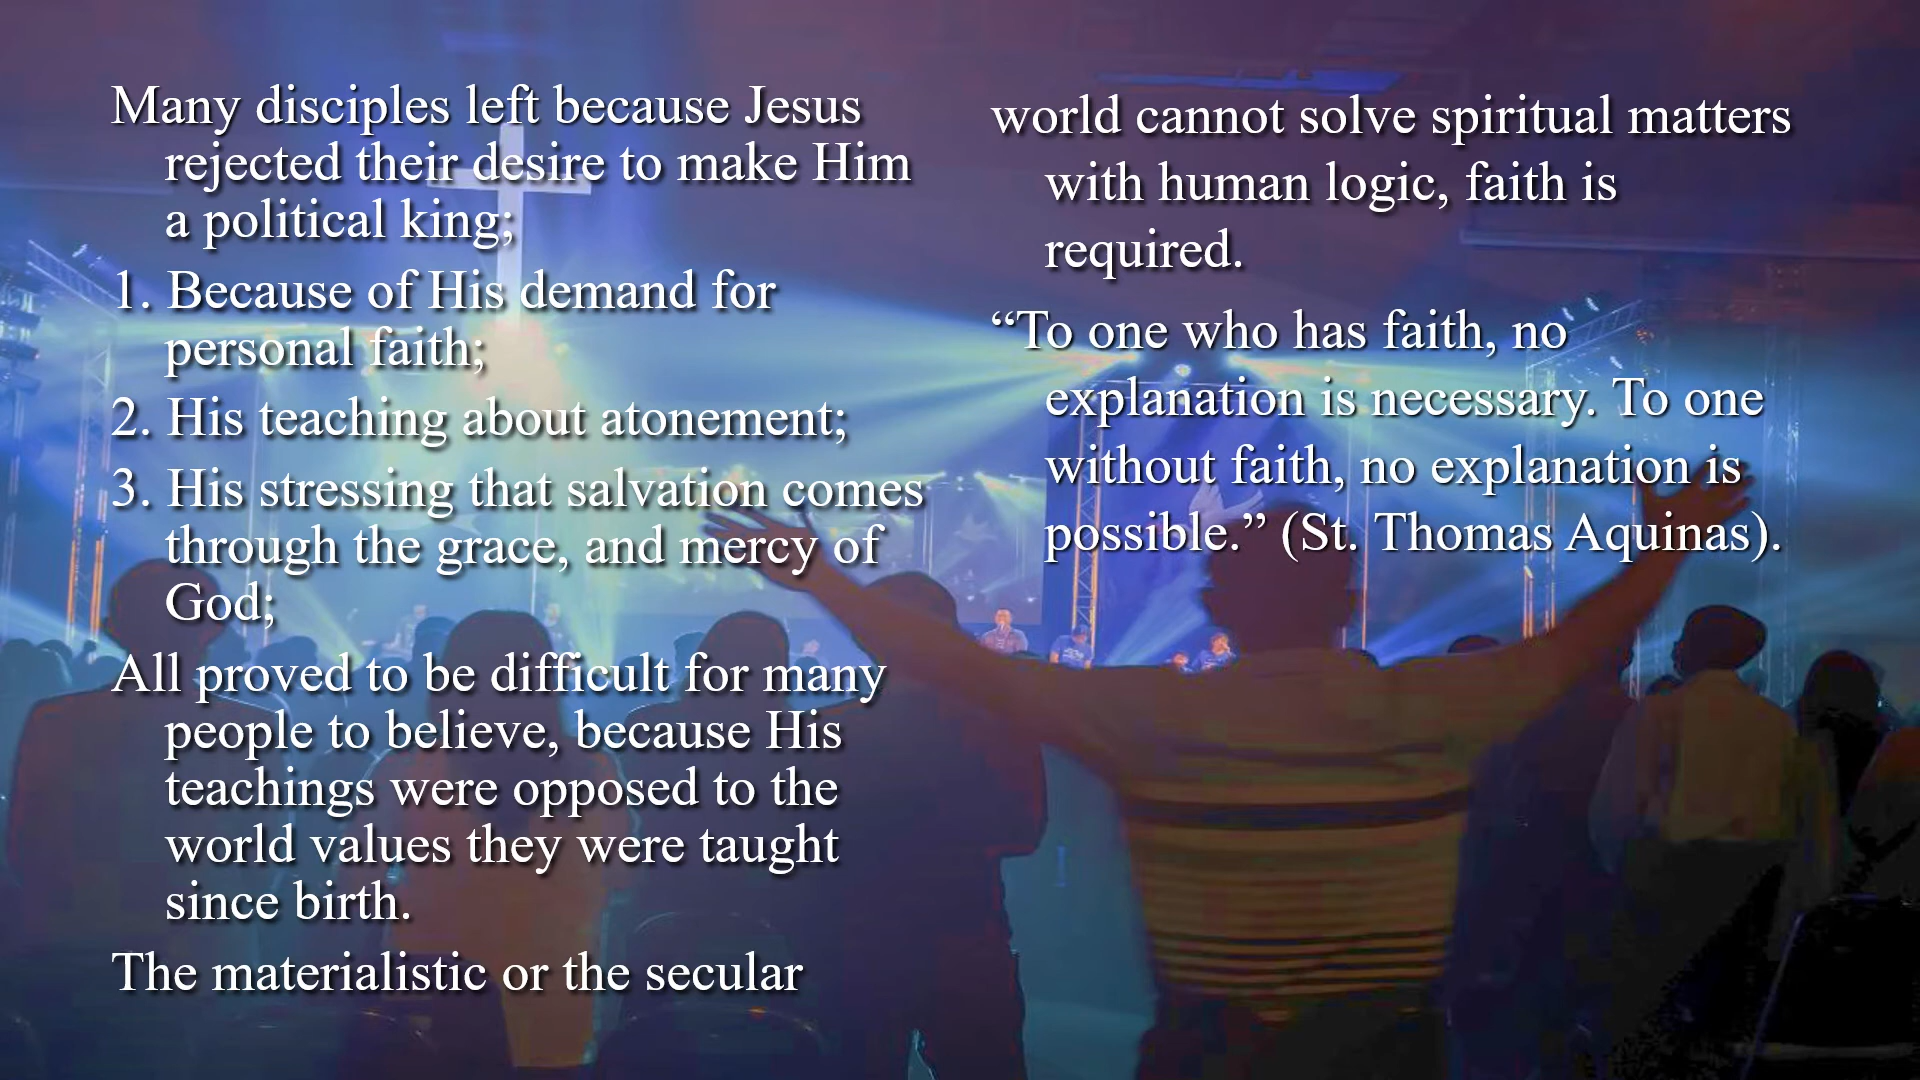 Many disciples left because Jesus
rejected their desire to make Him
a political king;
1. Because of His demand for
personal faith;
2. His teaching about atonement;
3. His stressing that salvation comes
through the grace, and mercy of
God;
All proved to be difficult for many
people to believe, because His
teachings were opposed to the
world values they were taught
since birth.
The materialistic or the secular
world cannot solve spiritual matters
with human logic, faith is
required.
“To one who has faith, no
explanation is necessary. To one
without faith, no explanation is
possible.” (St. Thomas Aquinas).